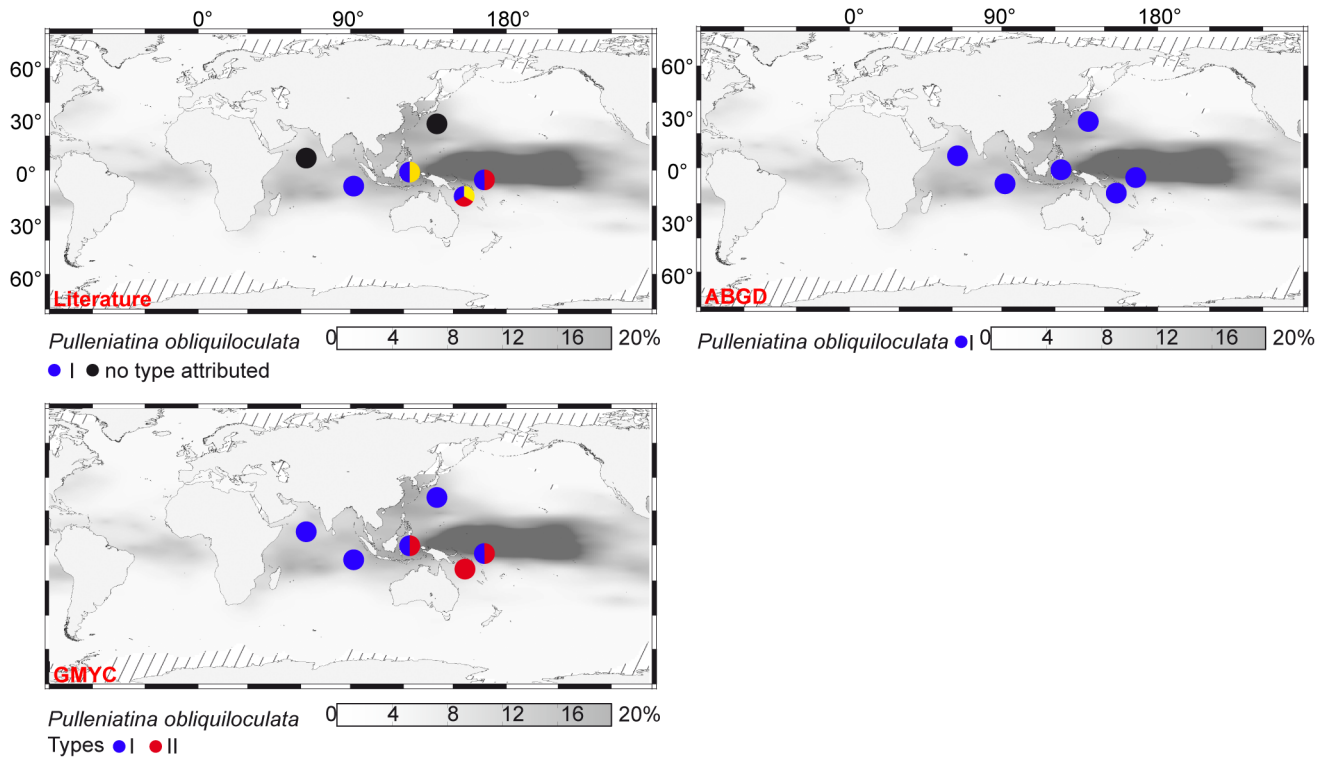 0° 90° 180°
60°
30°
0°
30°
60°
Literature
Pulleniatina obliquiloculata 0 4 8 12 16 20%
I no type attributed
0° 90° 180°
60°
30°
0°
30°
60°
ABGD
Pulleniatina obliquiloculata I 0 4 8 12 16 20%
GMYC
Pulleniatina obliquiloculata 0 4 8 12 16 20%
Types I II